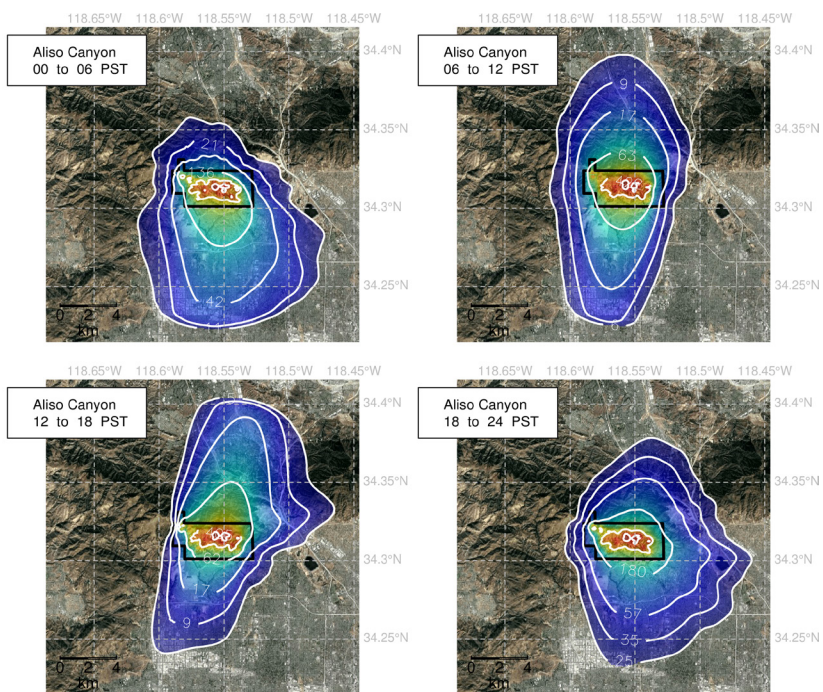 118.65°W 118.6°W 118.55°W 118.5°W 118.45°W
118.65°W 118.6°W 118.55°W 118.5°W 118.45°W
34.4°N
34.4°N
Aliso Canyon
00 to 06 PST
Aliso Canyon
06 to 12 PST
9
34.35°N
34.35°N
17
21
63
136
34.3°N
34.3°N
34.25°N
34.25°N
42
0 2 4
km
0 2 4
km
118.65°W 118.6°W 118.55°W 118.5°W 118.45°W
118.65°W 118.6°W 118.55°W 118.5°W 118.45°W
34.4°N
34.4°N
Aliso Canyon
12 to 18 PST
Aliso Canyon
18 to 24 PST
34.35°N
34.35°N
62
34.3°N
34.3°N
180
17
57
9
34.25°N
34.25°N
35
25
0 2 4
km
0 2 4
km